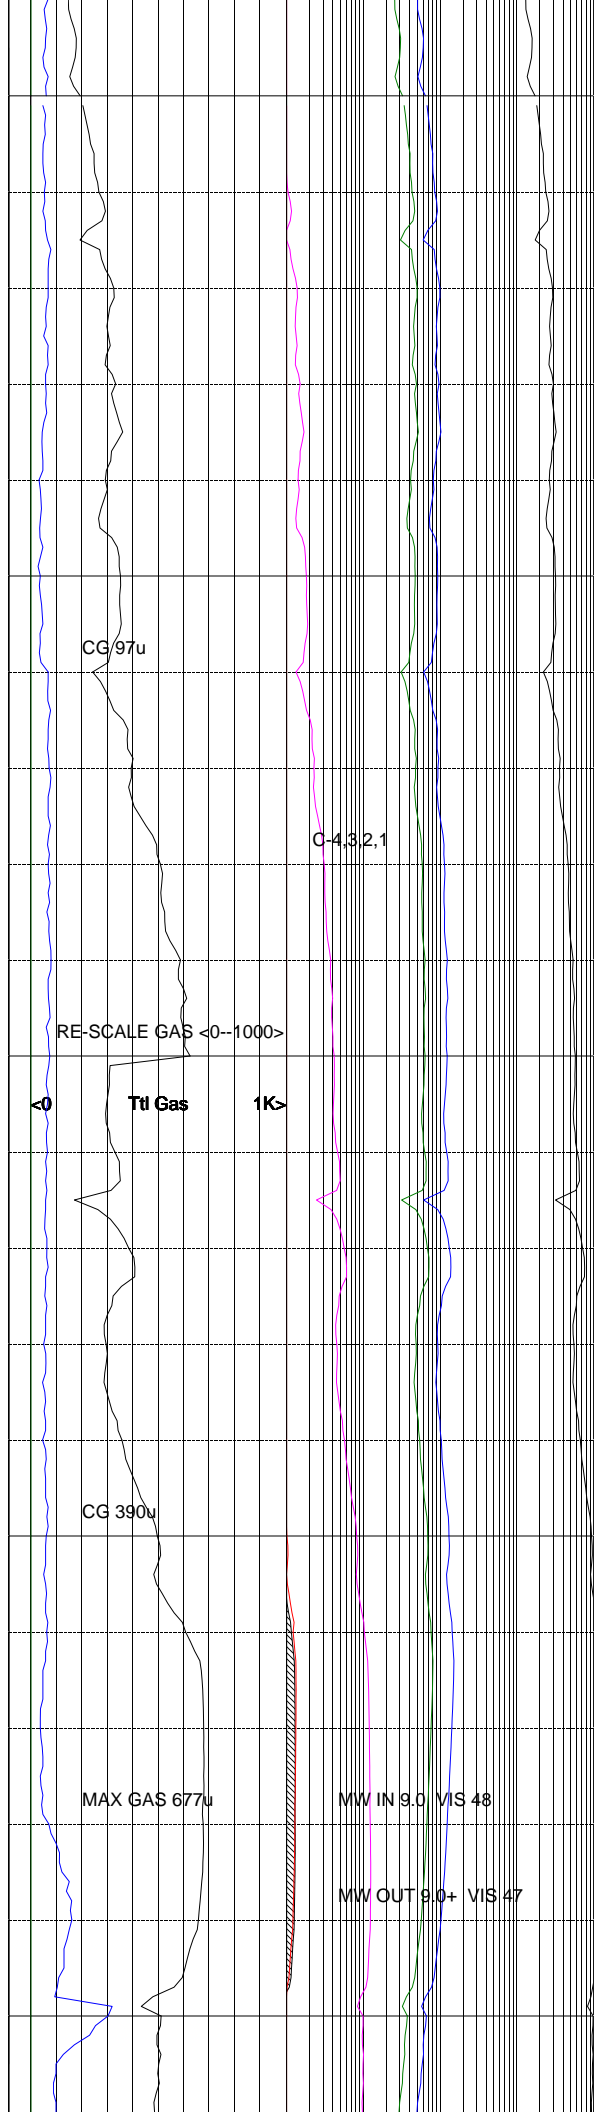 CG 97u
C-4,3,2,1
RE-SCALE GAS <0--1000>
<0 Ttl Gas 1K>
CG 390u
MAX GAS 677u MW IN 9.0 VIS 48
MW OUT 9.0+ VIS 47